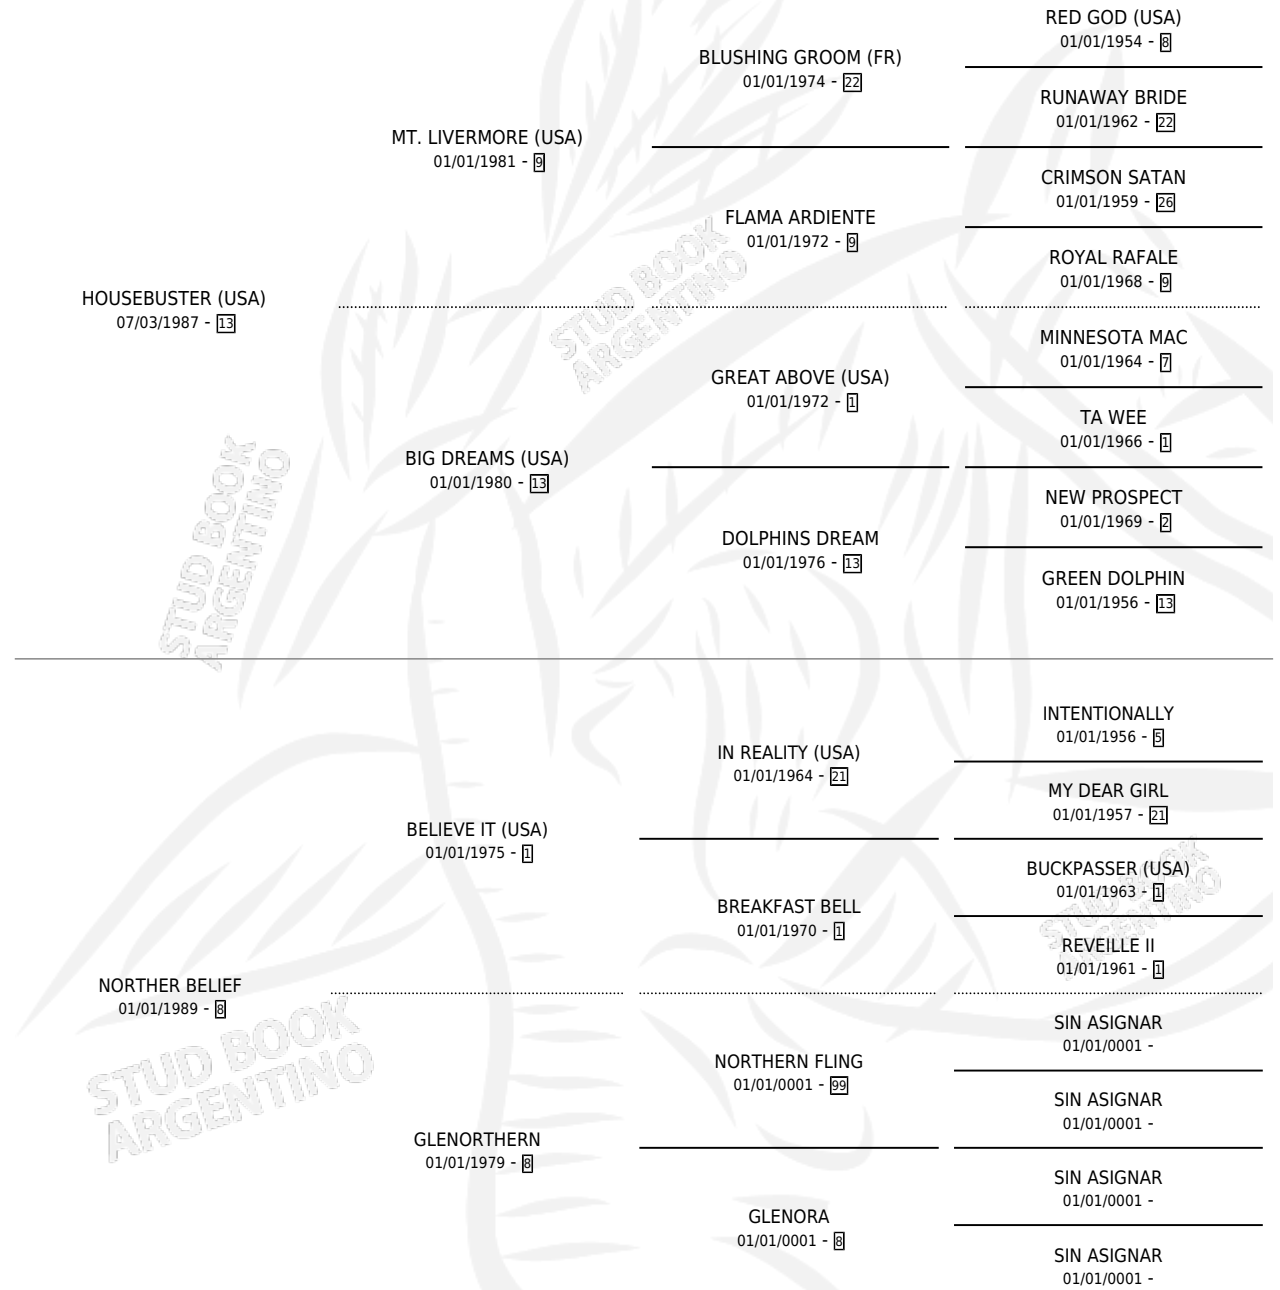 RED GOD (USA)
01/01/1954 - 8
BLUSHING GROOM (FR)
01/01/1974 - 22
RUNAWAY BRIDE
01/01/1962 - 22
MT. LIVERMORE (USA)
01/01/1981 - 9
CRIMSON SATAN
01/01/1959 - 26
FLAMA ARDIENTE
01/01/1972 - 9
ROYAL RAFALE
01/01/1968 - 9
HOUSEBUSTER (USA)
07/03/1987 - 13
STUD BOOK
ARGENTINO
MINNESOTA MAC
01/01/1964 - 7
GREAT ABOVE (USA)
01/01/1972 - 1
TA WEE
01/01/1966 - 1
BIG DREAMS (USA)
01/01/1980 - 13
NEW PROSPECT
01/01/1969 - 2
DOLPHINS DREAM
01/01/1976 - 13
GREEN DOLPHIN
01/01/1956 - 13
STUD BOOK
ARGENTINO
INTENTIONALLY
01/01/1956 - 5
IN REALITY (USA)
01/01/1964 - 21
MY DEAR GIRL
01/01/1957 - 21
BELIEVE IT (USA)
01/01/1975 - 1
BUCKPASSER (USA)
01/01/1963 - 1
STUD BOOK
ARGENTINO
BREAKFAST BELL
01/01/1970 - 1
REVEILLE II
01/01/1961 - 1
NORTHER BELIEF
01/01/1989 - 8
STUD BOOK
ARGENTINO
SIN ASIGNAR
01/01/0001 -
NORTHERN FLING
01/01/0001 - 99
SIN ASIGNAR
01/01/0001 -
GLENORTHERN
01/01/1979 - 8
SIN ASIGNAR
01/01/0001 -
GLENORA
01/01/0001 - 8
SIN ASIGNAR
01/01/0001 -